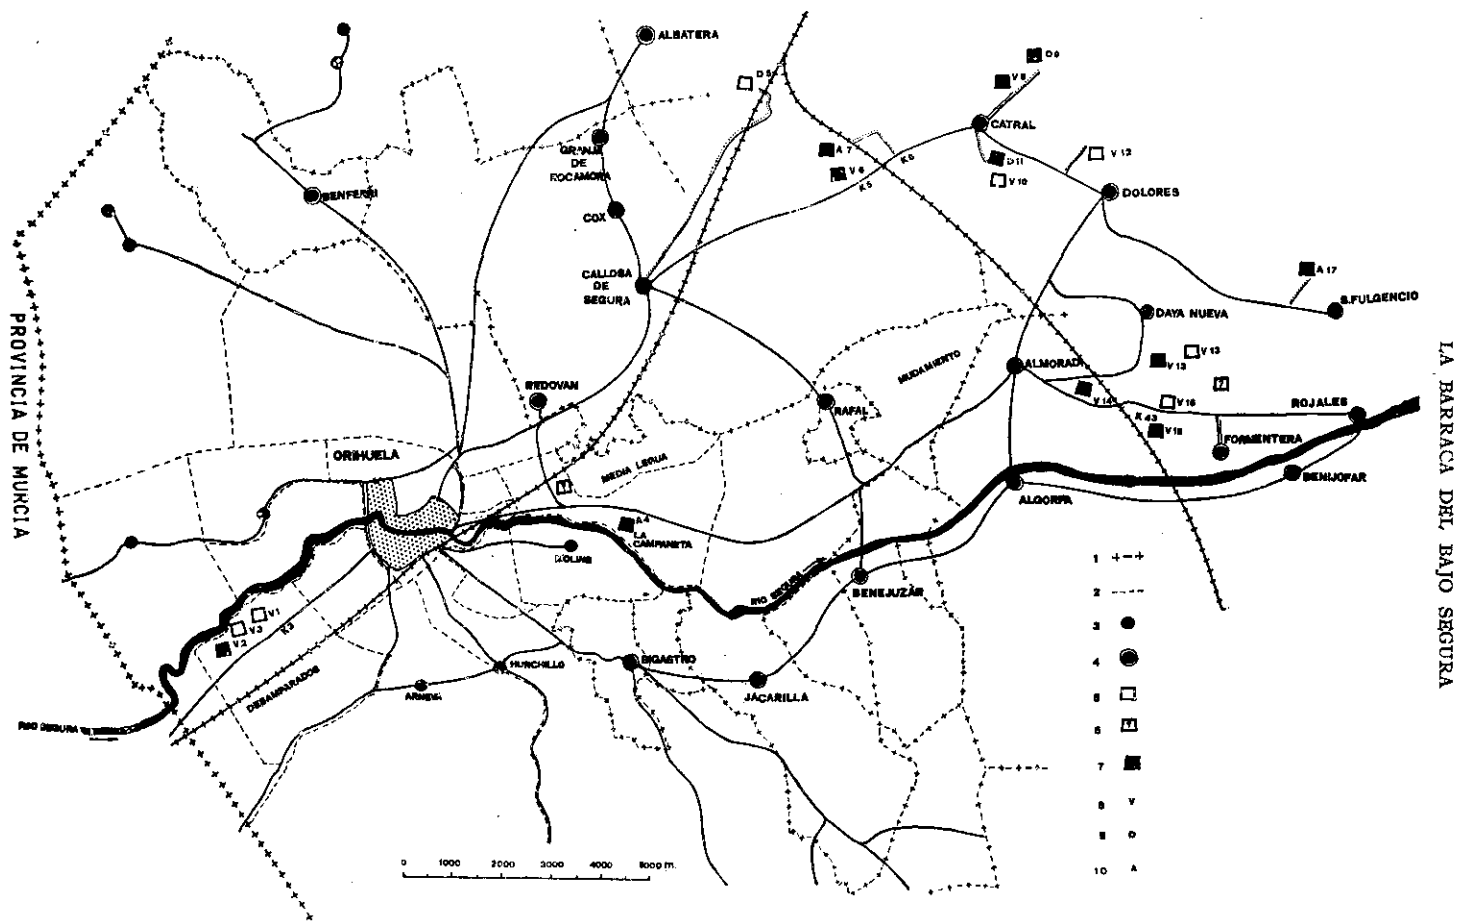 ALBATERA
D 9
V 8
D 5
CATRAL
GRANJA
DE
ROCAMORA
A 7
K6
D11
V 12
V 6
K5
V 10
BENFERRI
DOLORES
COX
CALLOSA
DE
SEGURA
A 17
S.FULGENCIO
DAYA NUEVA
PROVINCIA DE MURCIA
LA BARRACA DEL BAJO SEGURA
MUDAMIENTO
ALMORADI
V 13
V 13
REDOVAN
?
RAFAL
V 14
V 16
ROJALES
K 43
V 15
FORMENTERA
ORIHUELA
MEDIA LEGUA
?
BENIJOFAR
ALGORFA
A 4
LA
CAMPANETA
MOLINS
RIO SEGURA
BENEJUZAR
V 1
V 3
K3
V 2
HURCHILLO
BIGASTRO
JACARILLA
ARNEVA
DESAMPARADOS
RIO SEGURA
1
2
3
4
5
6 ?
7
8 V
9 D
10 A
0 1000 2000 3000 4000 5000 m.